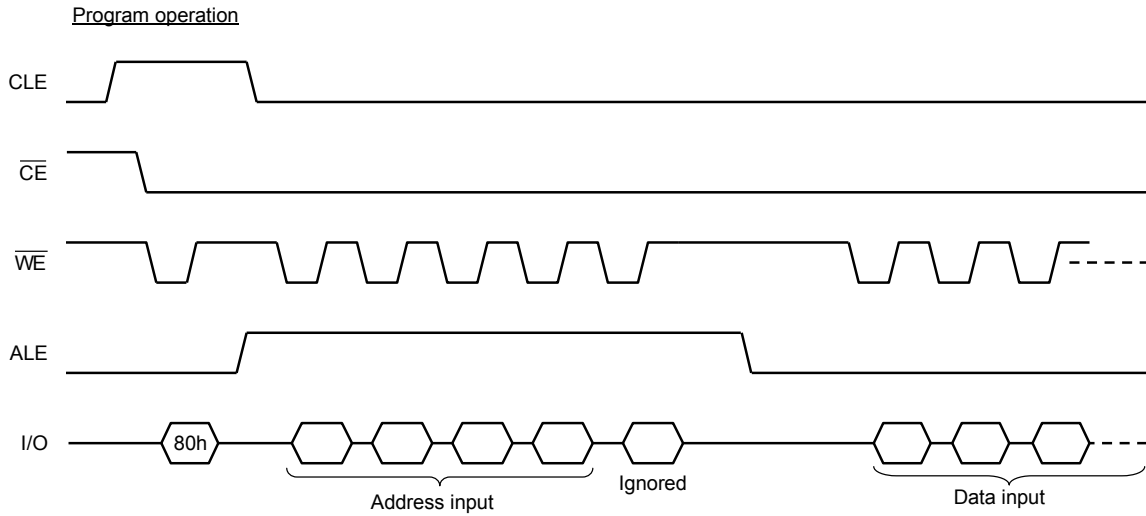 Program operation
CLE
CE
WE
ALE
I/O
80h
Address input
Ignored
Data input